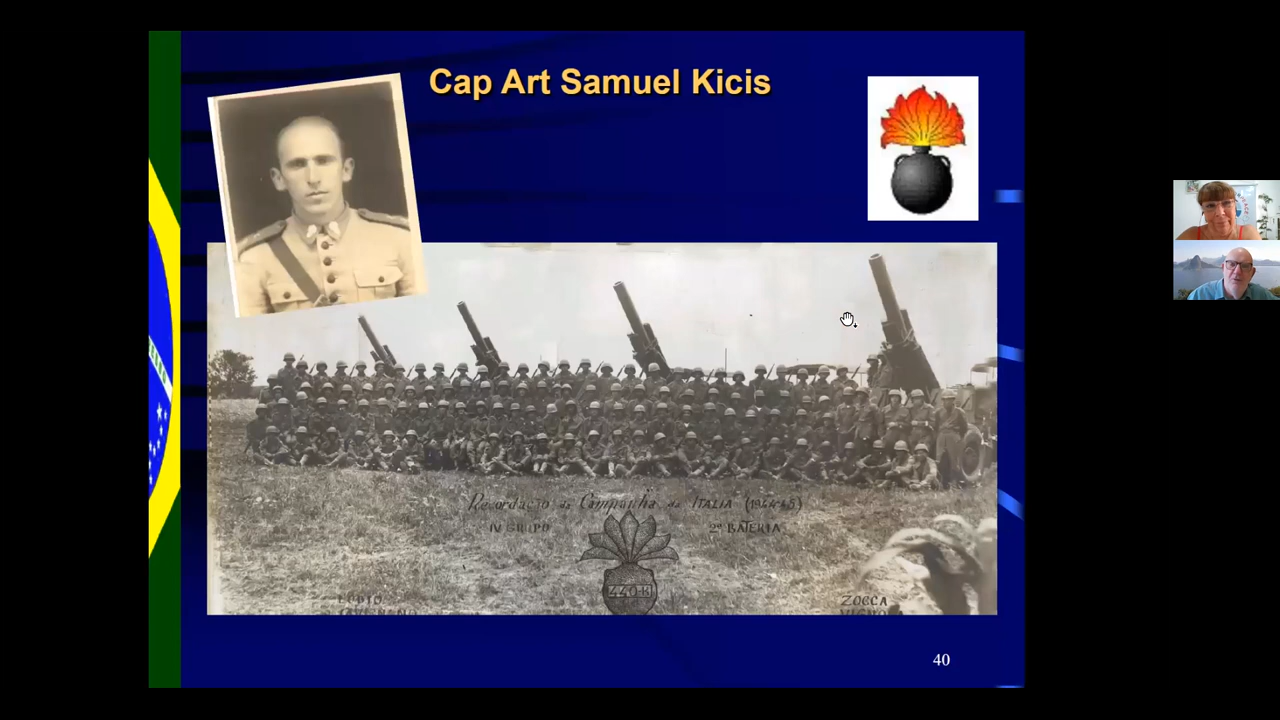 Cap Art Samuel Kicis
Recordação da Campanha da ITALIA (1944-45)
IV GRUPO 2ª BATERIA
ZOCCA
40